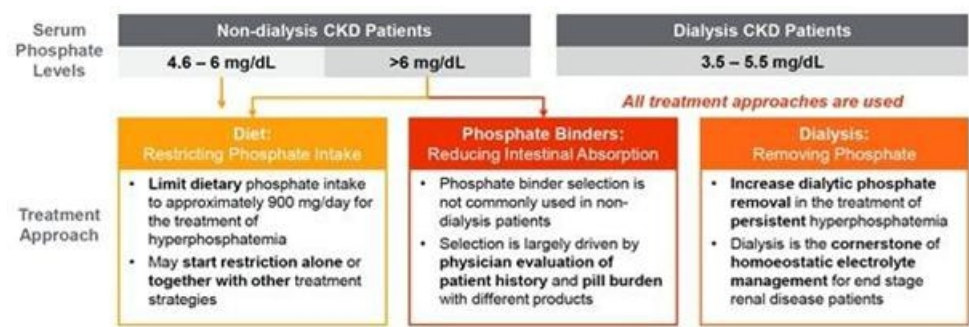 Serum
Phosphate
Levels
Non-dialysis CKD Patients
Dialysis CKD Patients
4.6 – 6 mg/dL
>6 mg/dL
3.5 – 5.5 mg/dL
All treatment approaches are used
Treatment
Approach
Diet:
Restricting Phosphate Intake
• Limit dietary phosphate intake
to approximately 900 mg/day for
the treatment of
hyperphosphatemia
• May start restriction alone or
together with other treatment
strategies
Phosphate Binders:
Reducing Intestinal Absorption
• Phosphate binder selection is
not commonly used in non-
dialysis patients
• Selection is largely driven by
physician evaluation of
patient history and pill burden
with different products
Dialysis:
Removing Phosphate
• Increase dialytic phosphate
removal in the treatment of
persistent hyperphosphatemia
• Dialysis is the cornerstone of
homoeostatic electrolyte
management for end stage
renal disease patients